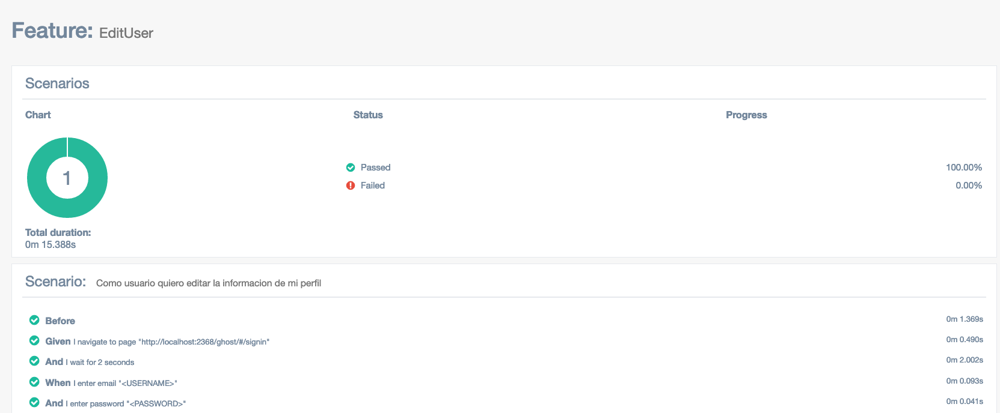 Feature: EditUser
Scenarios
Chart Status Progress
1
Passed 100.00%
Failed 0.00%
Total duration:
0m 15.388s
Scenario: Como usuario quiero editar la informacion de mi perfil
Before 0m 1.369s
Given I navigate to page "http://localhost:2368/ghost/#/signin" 0m 0.490s
And I wait for 2 seconds 0m 2.002s
When I enter email "<USERNAME>" 0m 0.093s
And I enter password "<PASSWORD>" 0m 0.041s